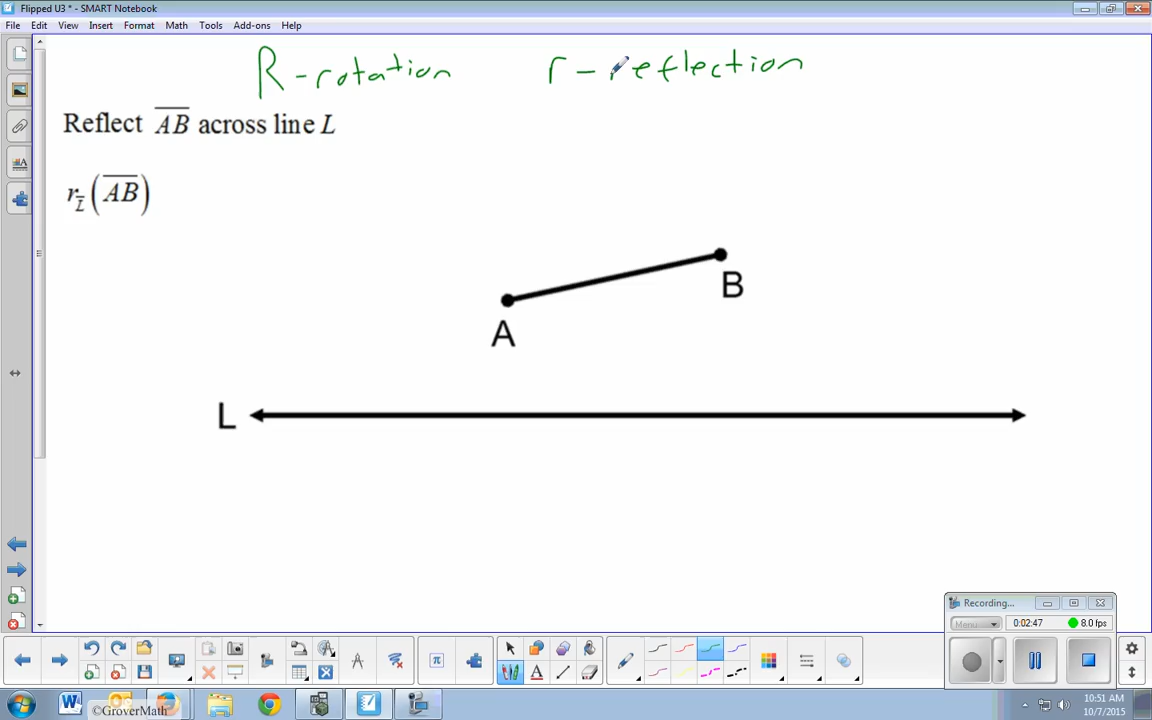 Flipped U3 * - SMART Notebook
File Edit View Insert Format Math Tools Add-ons Help
R - rotation r - reflection
Reflect AB across line L
r L (AB)
A
B
L
Recording...
Menu
0:02:47 8.0 fps
©GroverMath
10:51 AM
10/7/2015